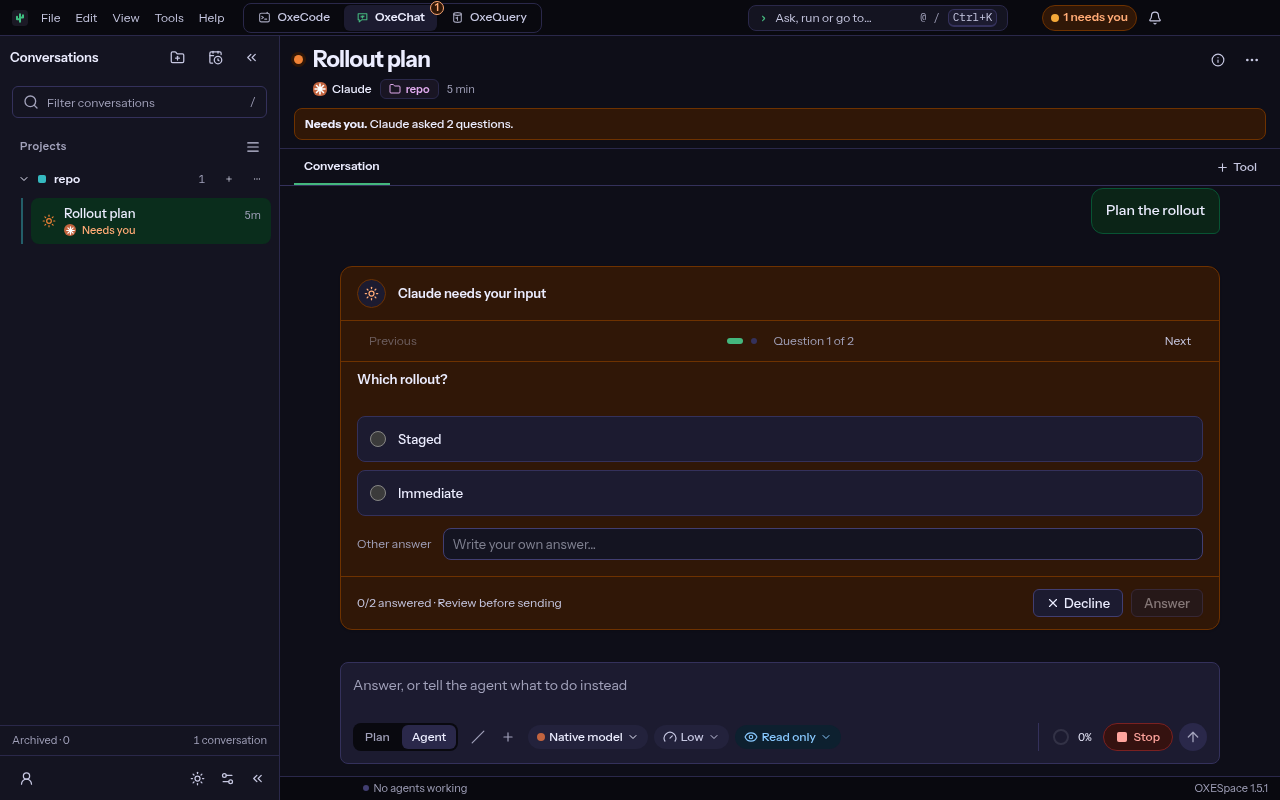 File Edit View Tools Help
OxeCode OxeChat 1 OxeQuery
Ask, run or go to... @ / Ctrl+K
1 needs you
Conversations
Filter conversations /
Projects
repo 1
Rollout plan 5m
Needs you
Archived · 0 1 conversation
Rollout plan
Claude repo 5 min
Needs you. Claude asked 2 questions.
Conversation
Tool
Plan the rollout
Claude needs your input
Previous Question 1 of 2 Next
Which rollout?
Staged
Immediate
Other answer Write your own answer...
0/2 answered · Review before sending
Decline Answer
Answer, or tell the agent what to do instead
Plan Agent Native model Low Read only 0% Stop
No agents working
OXESpace 1.5.1